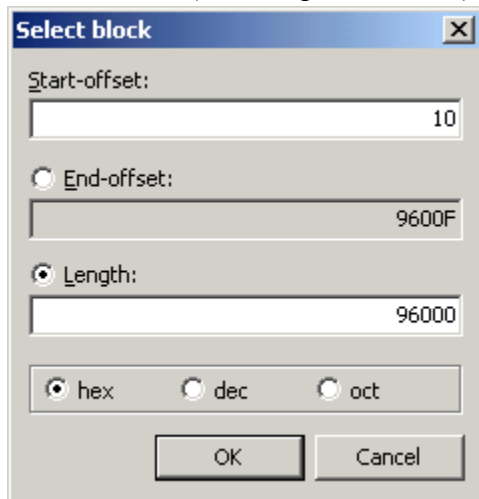 Select block
Start-offset:
10
End-offset:
9600F
Length:
96000
hex dec oct
OK Cancel